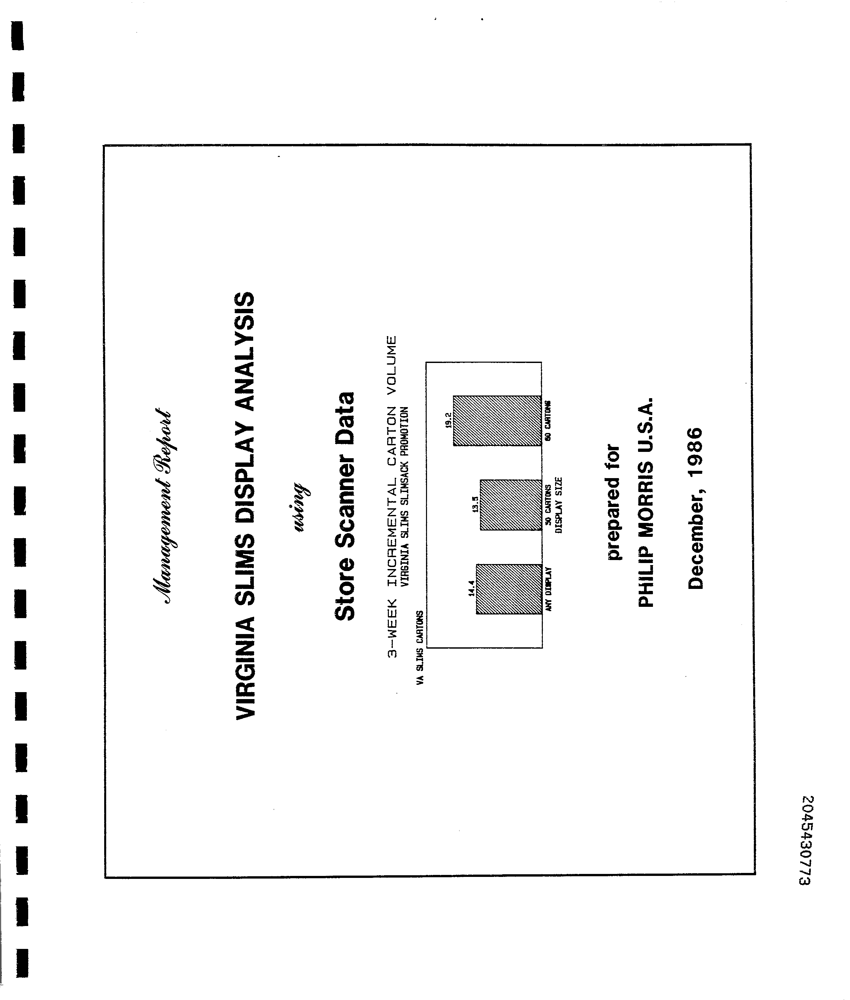 Management Report
VIRGINIA SLIMS DISPLAY ANALYSIS
using
Store Scanner Data
3-WEEK INCREMENTAL CARTON VOLUME
VIRGINIA SLIMS SLIMSACK PROMOTION
VA SLIMS CARTONS
14.4
13.5
19.2
ANY DISPLAY
30 CARTONS
60 CARTONS
DISPLAY SIZE
prepared for
PHILIP MORRIS U.S.A.
December, 1986
2045430773